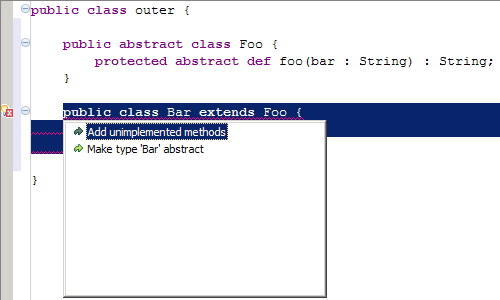 public class outer {
public abstract class Foo {
protected abstract def foo(bar : String) : String;
}
public class Bar extends Foo {
Add unimplemented methods
Make type 'Bar' abstract
}